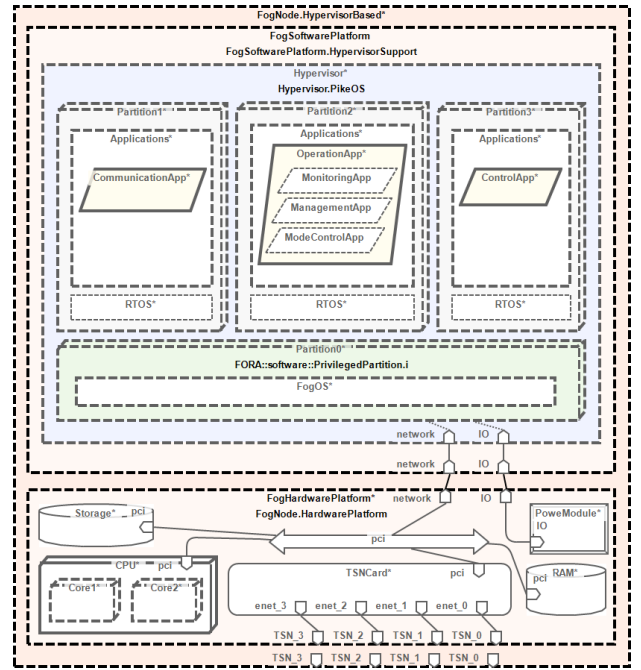 FogNode.HypervisorBased*
FogSoftwarePlatform
FogSoftwarePlatform.HypervisorSupport
Hypervisor*
Hypervisor.PikeOS
Partition1* Partition2* Partition3*
Applications* Applications* Applications*
CommunicationApp* OperationApp* ControlApp*
MonitoringApp
ManagementApp
ModeControlApp
RTOS* RTOS* RTOS*
Partition0*
FORA::software::PrivilegedPartition.i
FogOS*
network IO
network IO
FogHardwarePlatform* network IO
FogNode.HardwarePlatform
Storage* pci PoweModule*
IO
pci
CPU* pci TSNCard* pci RAM*
pci
Core1* Core2*
enet_3 enet_2 enet_1 enet_0
TSN_3 TSN_2 TSN_1 TSN_0
TSN_3 TSN_2 TSN_1 TSN_0